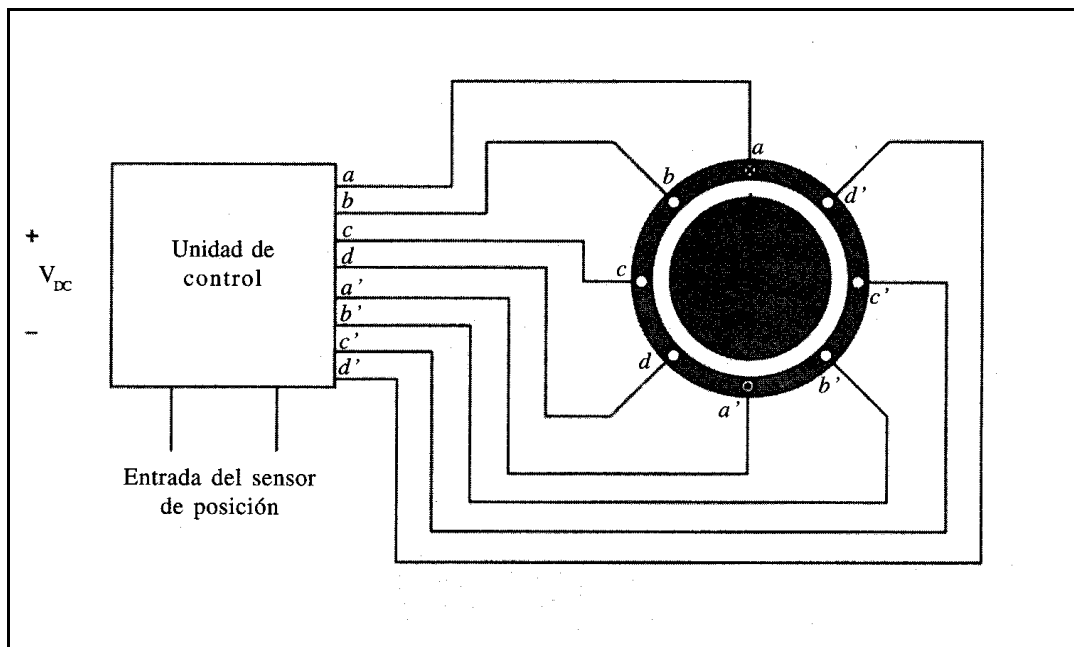 a
b
c
d
a'
b'
c'
d'
Unidad de
control
+
V_DC
−
Entrada del sensor
de posición
a
b
d'
c
c'
d
b'
a'